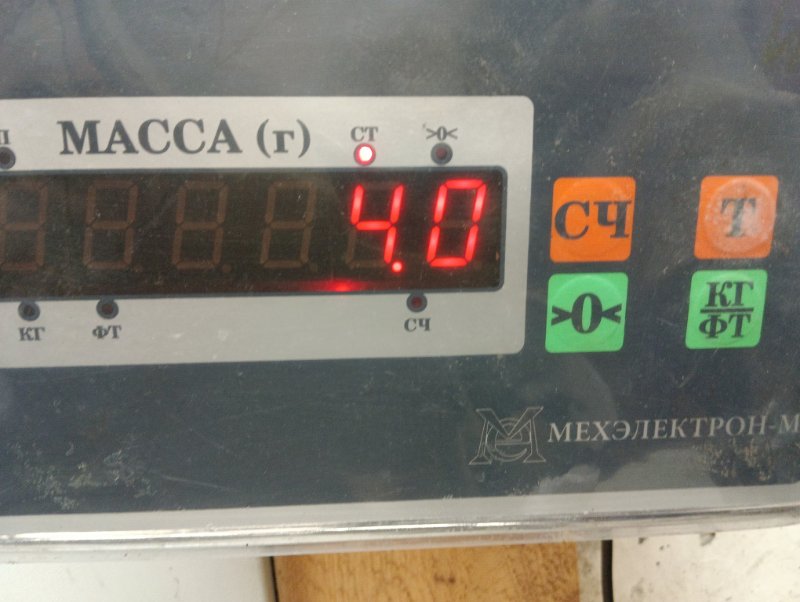 П
МАССА (г) СТ >0<
4.0
КГ ФТ СЧ
СЧ Т
>0< КГ
ФТ
МЕХЭЛЕКТРОН-М